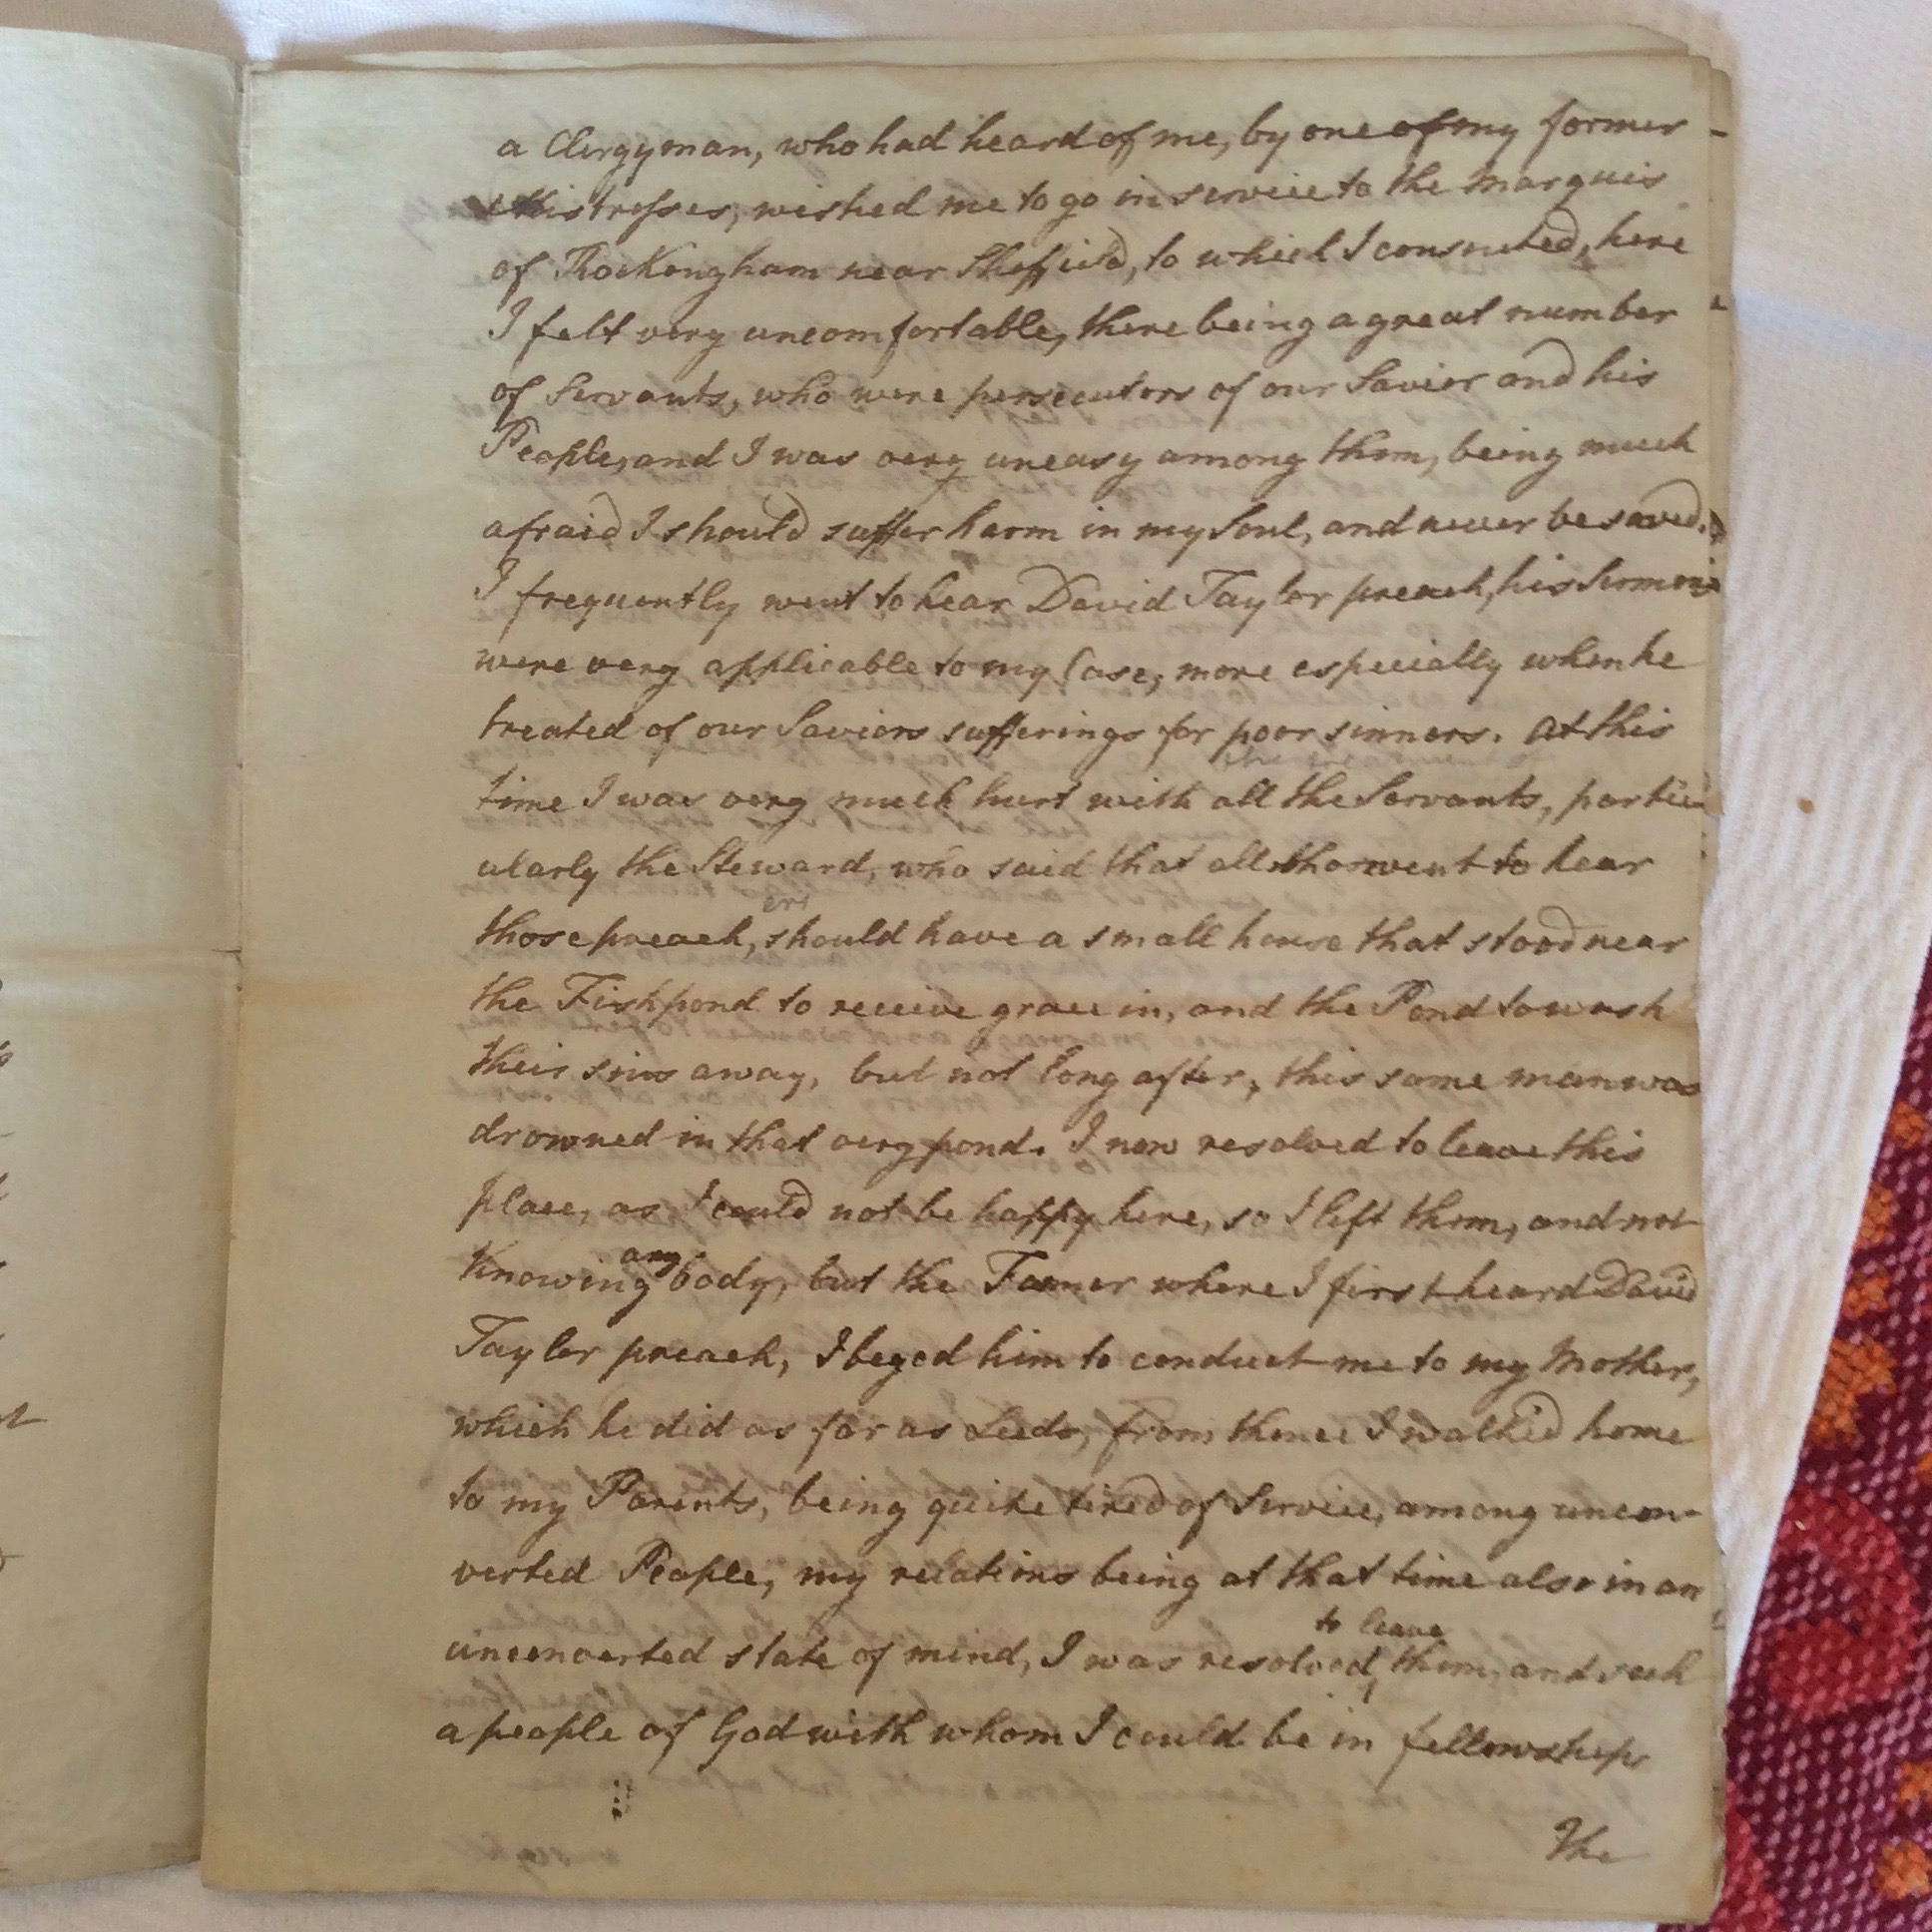 a Clergyman, who had heard of me, by one of my former
Mistresses, wished me to go in service to the Marquis
of Rockongham near Sheffield, to which I consented, here
I felt very uncomfortable, there being a great number
of Servants, who were persecutors of our Savior and his
People, and I was very uneasy among them, being much
afraid I should suffer harm in my Soul, and never be saved.
I frequently went to hear David Taylor preach, his Sermons
were very applicable to my Case, more especially when he
treated of our Saviors sufferings for poor sinners. At this
the treatment of
time I was very much hurt with all the Servants, partic
ularly the Steward, who said that all who went to hear
ers
those preach, should have a small house that stood near
the Fishpond to receive grace in, and the Pond to wash
their sins away, but not long after, this same man was
drowned in that very pond. I now resolved to leave this
place, as I could not be happy here, so I left them, and not
any
Knowing body, but the Farmer where I first heard David
Taylor preach, I beged him to conduct me to my Mother,
which he did as far as Leeds, from thence I walked home
to my Parents, being quite tired of Service, among uncon-
verted People, my relations being at that time also in an
to leave
unconverted state of mind, I was resolved, them, and seek
a people of God with whom I could be in fellowship
The